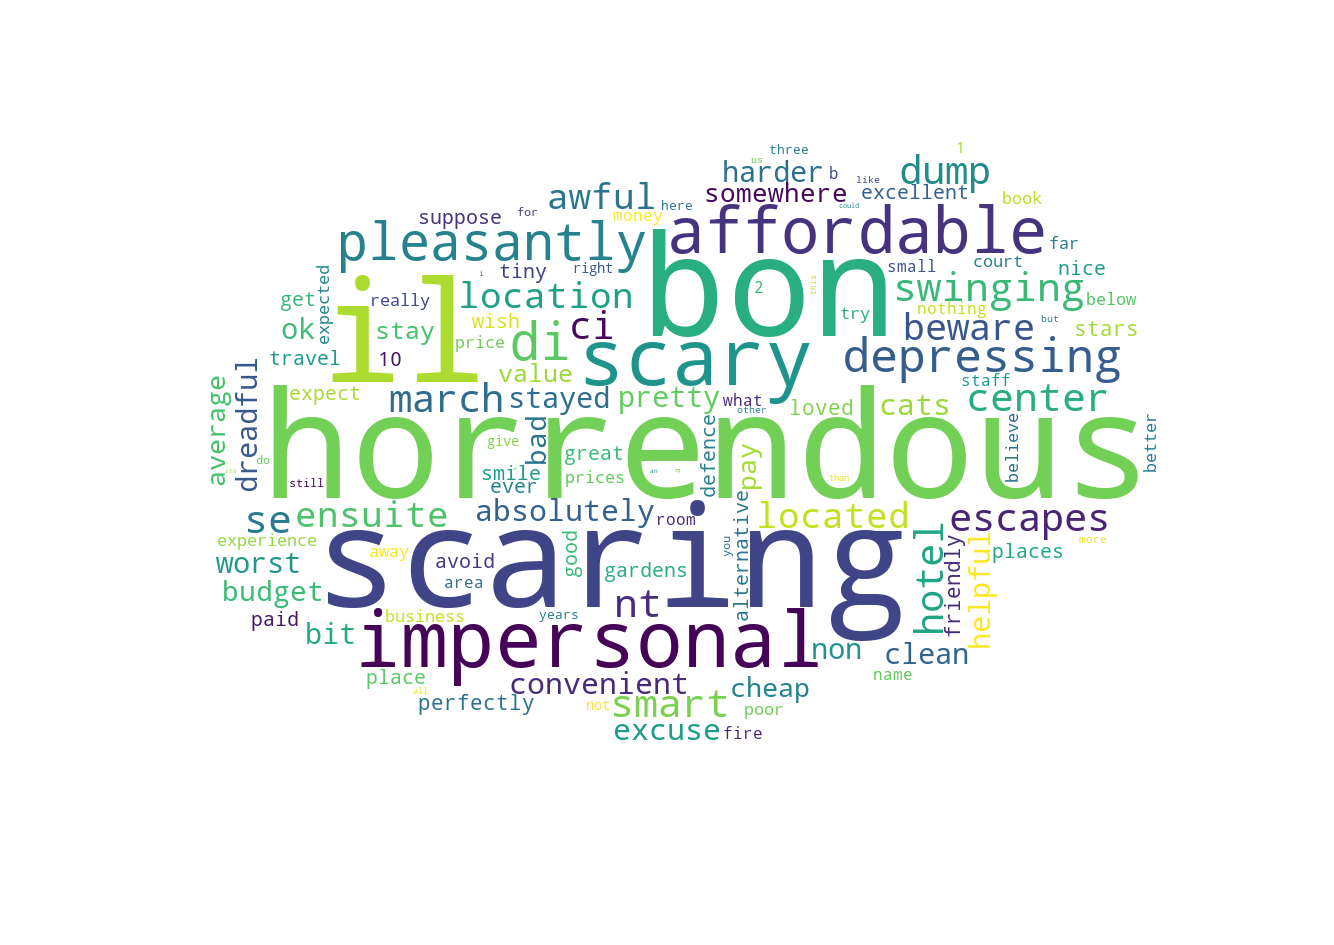 three
1
us
harder
b
like
dump
somewhere
excellent
could
book
awful
here
suppose
for
money
affordable
pleasantly
far
bon
i
tiny
right
small
court
nice
expected
this
get
really
il
location
2
swinging
below
nothing
wish
ci
try
but
beware
stars
ok
stay
price
di
scary
depressing
travel
10
value
staff
dreadful
expect
march
stayed
pretty
what
other
loved
cats
center
average
horrendous
bad
give
great
defence
believe
better
do
its
smile
prices
an
pay
than
still
ever
se
ensuite
absolutely
room
alternative
located
escapes
experience
away
scaring
good
you
hotel
friendly
helpful
more
places
worst
avoid
area
gardens
budget
paid
business
years
nt
bit
impersonal
non
clean
place
all
convenient
cheap
name
perfectly
not
smart
poor
excuse
fire